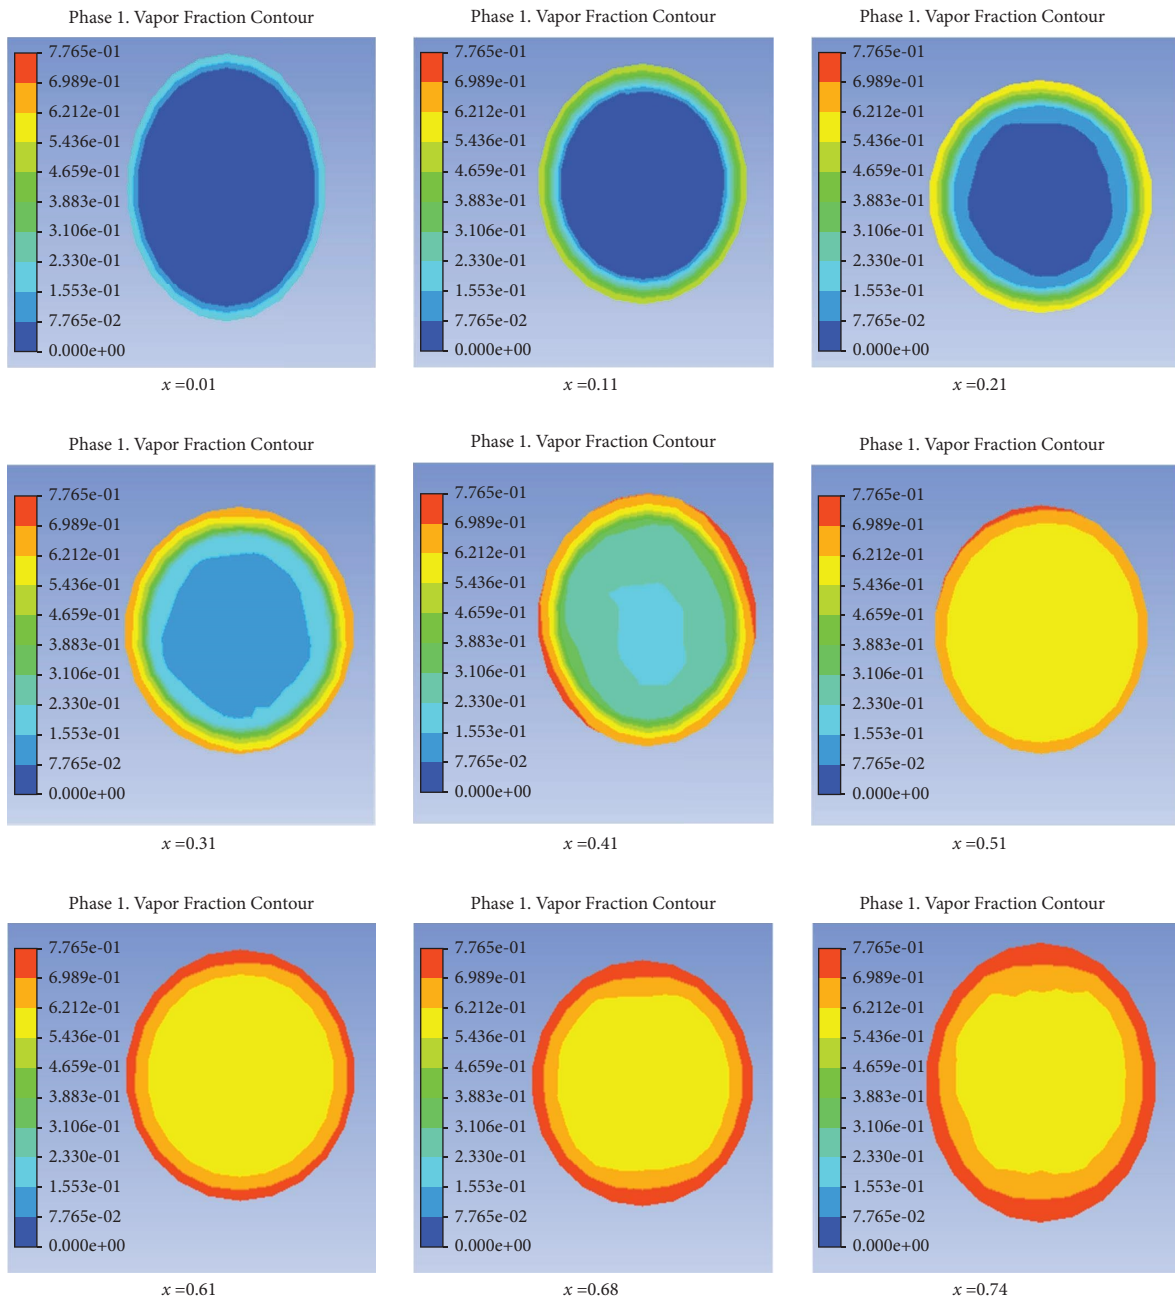 Phase 1. Vapor Fraction Contour
7.765e-01
6.989e-01
6.212e-01
5.436e-01
4.659e-01
3.883e-01
3.106e-01
2.330e-01
1.553e-01
7.765e-02
0.000e+00
x =0.01
Phase 1. Vapor Fraction Contour
7.765e-01
6.989e-01
6.212e-01
5.436e-01
4.659e-01
3.883e-01
3.106e-01
2.330e-01
1.553e-01
7.765e-02
0.000e+00
x =0.11
Phase 1. Vapor Fraction Contour
7.765e-01
6.989e-01
6.212e-01
5.436e-01
4.659e-01
3.883e-01
3.106e-01
2.330e-01
1.553e-01
7.765e-02
0.000e+00
x =0.21
Phase 1. Vapor Fraction Contour
7.765e-01
6.989e-01
6.212e-01
5.436e-01
4.659e-01
3.883e-01
3.106e-01
2.330e-01
1.553e-01
7.765e-02
0.000e+00
x =0.31
Phase 1. Vapor Fraction Contour
7.765e-01
6.989e-01
6.212e-01
5.436e-01
4.659e-01
3.883e-01
3.106e-01
2.330e-01
1.553e-01
7.765e-02
0.000e+00
x =0.41
Phase 1. Vapor Fraction Contour
7.765e-01
6.989e-01
6.212e-01
5.436e-01
4.659e-01
3.883e-01
3.106e-01
2.330e-01
1.553e-01
7.765e-02
0.000e+00
x =0.51
Phase 1. Vapor Fraction Contour
7.765e-01
6.989e-01
6.212e-01
5.436e-01
4.659e-01
3.883e-01
3.106e-01
2.330e-01
1.553e-01
7.765e-02
0.000e+00
x =0.61
Phase 1. Vapor Fraction Contour
7.765e-01
6.989e-01
6.212e-01
5.436e-01
4.659e-01
3.883e-01
3.106e-01
2.330e-01
1.553e-01
7.765e-02
0.000e+00
x =0.68
Phase 1. Vapor Fraction Contour
7.765e-01
6.989e-01
6.212e-01
5.436e-01
4.659e-01
3.883e-01
3.106e-01
2.330e-01
1.553e-01
7.765e-02
0.000e+00
x =0.74